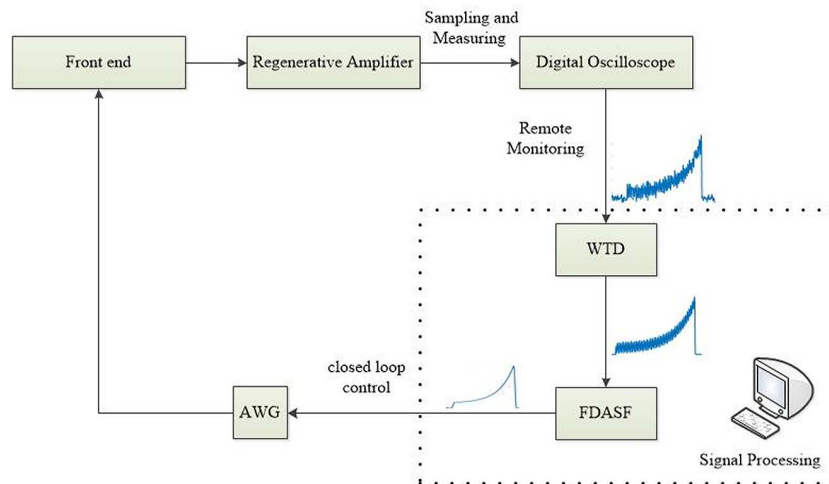 Sampling and
Measuring
Front end
Regenerative Amplifier
Digital Oscilloscope
Remote
Monitoring
WTD
closed loop
control
AWG
FDASF
Signal Processing